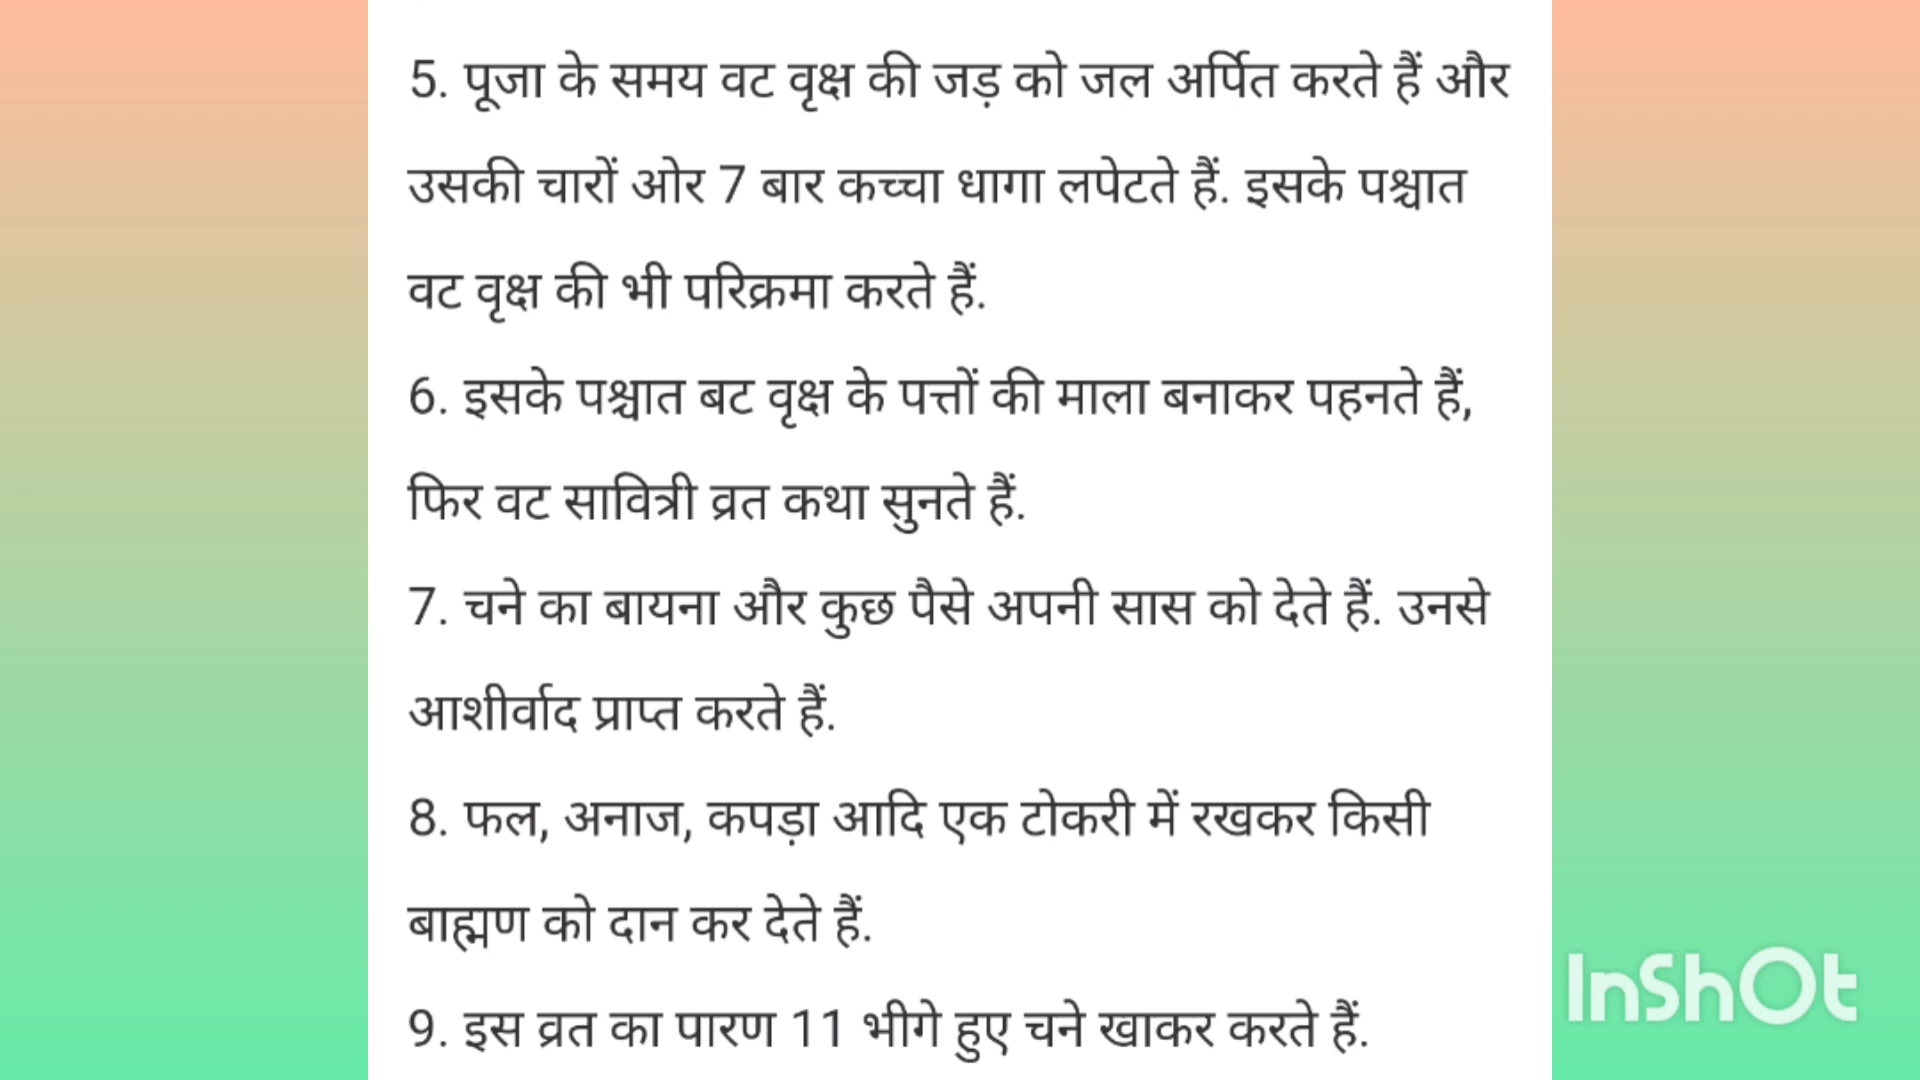 5. पूजा के समय वट वृक्ष की जड़ को जल अर्पित करते हैं और
उसकी चारों ओर 7 बार कच्चा धागा लपेटते हैं. इसके पश्चात
वट वृक्ष की भी परिक्रमा करते हैं.
6. इसके पश्चात बट वृक्ष के पत्तों की माला बनाकर पहनते हैं,
फिर वट सावित्री व्रत कथा सुनते हैं.
7. चने का बायना और कुछ पैसे अपनी सास को देते हैं. उनसे
आशीर्वाद प्राप्त करते हैं.
8. फल, अनाज, कपड़ा आदि एक टोकरी में रखकर किसी
बाह्मण को दान कर देते हैं.
9. इस व्रत का पारण 11 भीगे हुए चने खाकर करते हैं.
InShOt